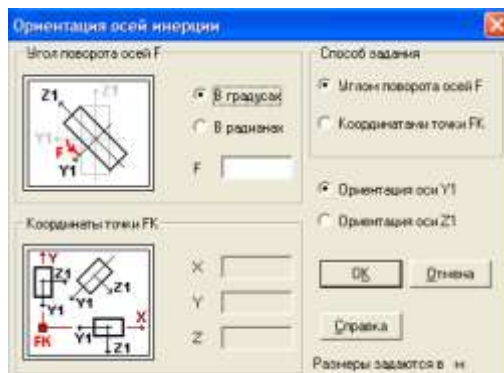 Ориентация осей инерции
Угол поворота осей F
Z1
Z1
Y1
F
Y1
В градусах
В радианах
F
Способ задания
Углом поворота осей F
Координатами точки FK
Ориентация оси Y1
Ориентация оси Z1
Координаты точки FK
Y
Z1
Y1
Z1
Y1
X
FK
Y1
Z1
X
Y
Z
OK
Отмена
Справка
Размеры задаются в м